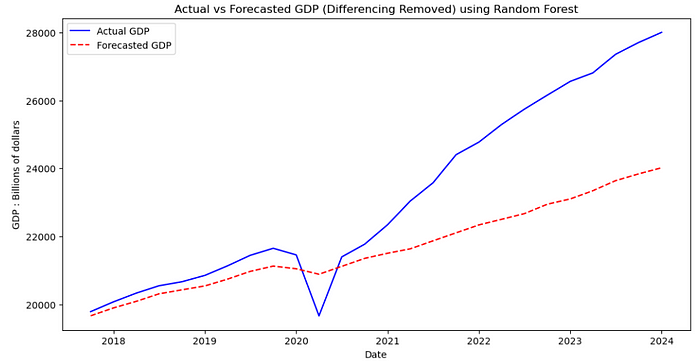 Actual vs Forecasted GDP (Differencing Removed) using Random Forest
Actual GDP
Forecasted GDP
GDP : Billions of dollars
28000
26000
24000
22000
20000
2018 2019 2020 2021 2022 2023 2024
Date